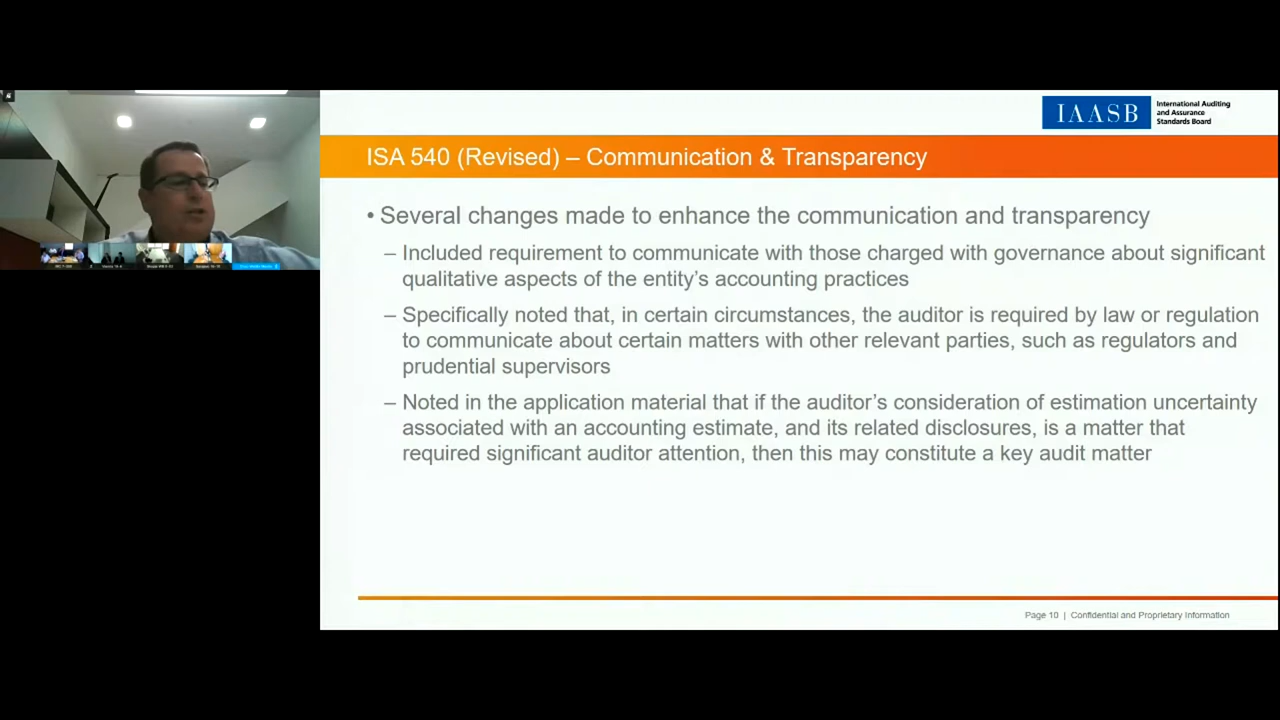 IAASB
International Auditing
and Assurance
Standards Board
ISA 540 (Revised) – Communication & Transparency
• Several changes made to enhance the communication and transparency
– Included requirement to communicate with those charged with governance about significant
qualitative aspects of the entity’s accounting practices
– Specifically noted that, in certain circumstances, the auditor is required by law or regulation
to communicate about certain matters with other relevant parties, such as regulators and
prudential supervisors
– Noted in the application material that if the auditor’s consideration of estimation uncertainty
associated with an accounting estimate, and its related disclosures, is a matter that
required significant auditor attention, then this may constitute a key audit matter
Page 10 | Confidential and Proprietary Information